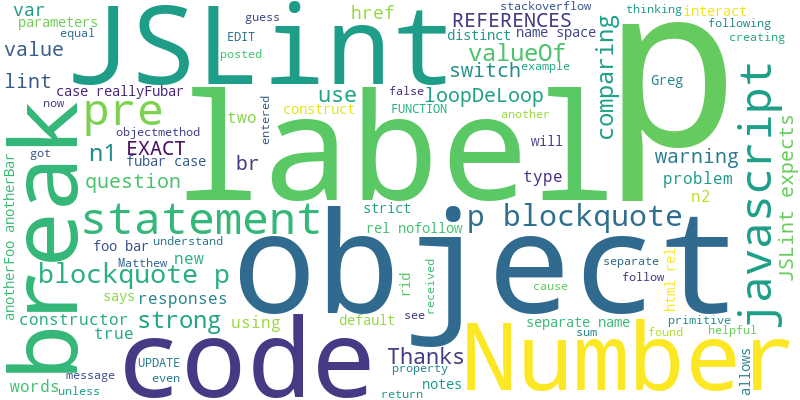 var
parameters
equal
value
lint
JSLint
guess
EDIT
posted
href
REFERENCES
stackoverflow
distinct
name space
valueOf
switch
example
thinking
interact
following
creating
comparing
p
Greg
case reallyFubar
now
pre
objectmethod
two
use
construct
entered
false
loopDeLoop
FUNCTION
another
label
break
n1
EXACT
fubar case
br
got
question
will
type
warning
problem
n2
javascript
JSLint expects
anotherFoo anotherBar
statement
strict
rel nofollow
p blockquote
foo bar
understand
Matthew
new
blockquote p
says
responses
object
rid
received
separate
follow
cause
html rel
constructor
true
strong
using
default
see
separate name
sum
primitive
found
helpful
code
UPDATE
even
message
words
unless
Thanks
property
notes
return
Number
allows